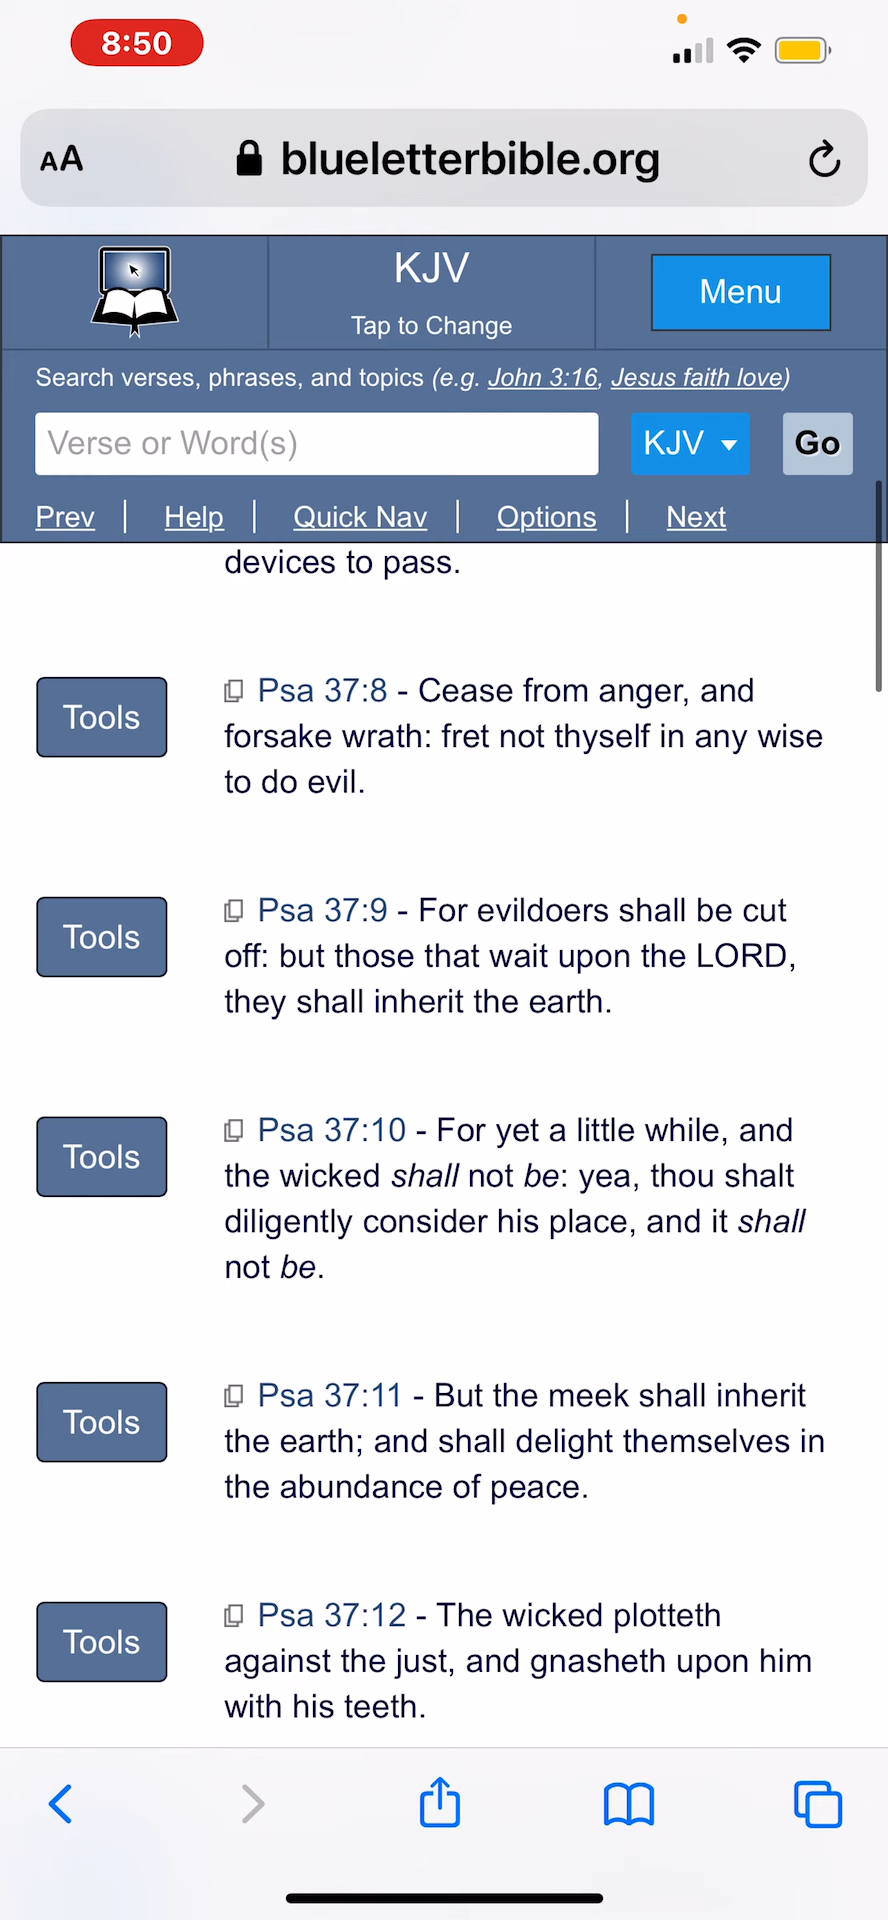 8:50
AA blueletterbible.org
KJV
Tap to Change
Menu
Search verses, phrases, and topics (e.g. John 3:16, Jesus faith love)
Verse or Word(s) KJV Go
Prev | Help | Quick Nav | Options | Next
devices to pass.
Tools
Psa 37:8 - Cease from anger, and
forsake wrath: fret not thyself in any wise
to do evil.
Tools
Psa 37:9 - For evildoers shall be cut
off: but those that wait upon the LORD,
they shall inherit the earth.
Tools
Psa 37:10 - For yet a little while, and
the wicked shall not be: yea, thou shalt
diligently consider his place, and it shall
not be.
Tools
Psa 37:11 - But the meek shall inherit
the earth; and shall delight themselves in
the abundance of peace.
Tools
Psa 37:12 - The wicked plotteth
against the just, and gnasheth upon him
with his teeth.